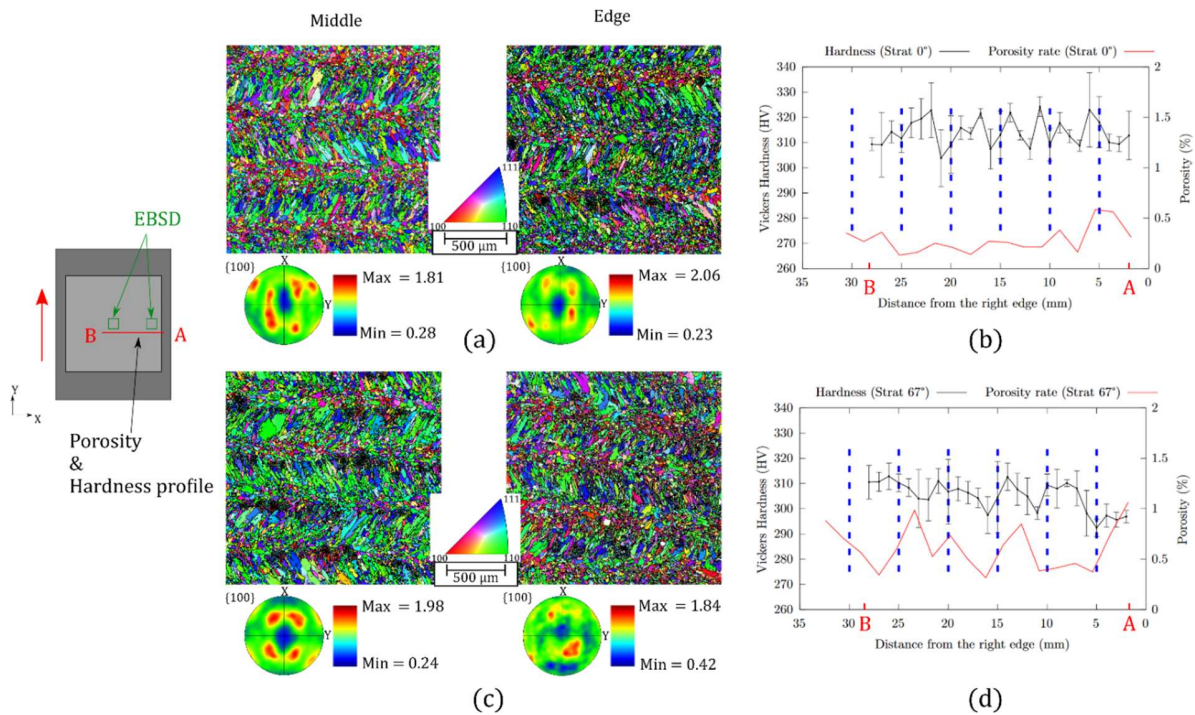 Middle
Edge
EBSD
B
A
Porosity
&
Hardness profile
Y
X
111
100
110
500 μm
{100}
X
Y
Max = 1.81
Min = 0.28
{100}
X
Y
Max = 2.06
Min = 0.23
(a)
Hardness (Strat 0°)
Porosity rate (Strat 0°)
340
330
320
310
300
290
280
270
260
Vickers Hardness (HV)
2
1.5
1
0.5
0
Porosity (%)
35 30 25 20 15 10 5 0
B
A
Distance from the right edge (mm)
(b)
111
100
110
500 μm
{100}
X
Y
Max = 1.98
Min = 0.24
{100}
X
Y
Max = 1.84
Min = 0.42
(c)
Hardness (Strat 67°)
Porosity rate (Strat 67°)
340
330
320
310
300
290
280
270
260
Vickers Hardness (HV)
2
1.5
1
0.5
0
Porosity (%)
35 30 25 20 15 10 5 0
B
A
Distance from the right edge (mm)
(d)